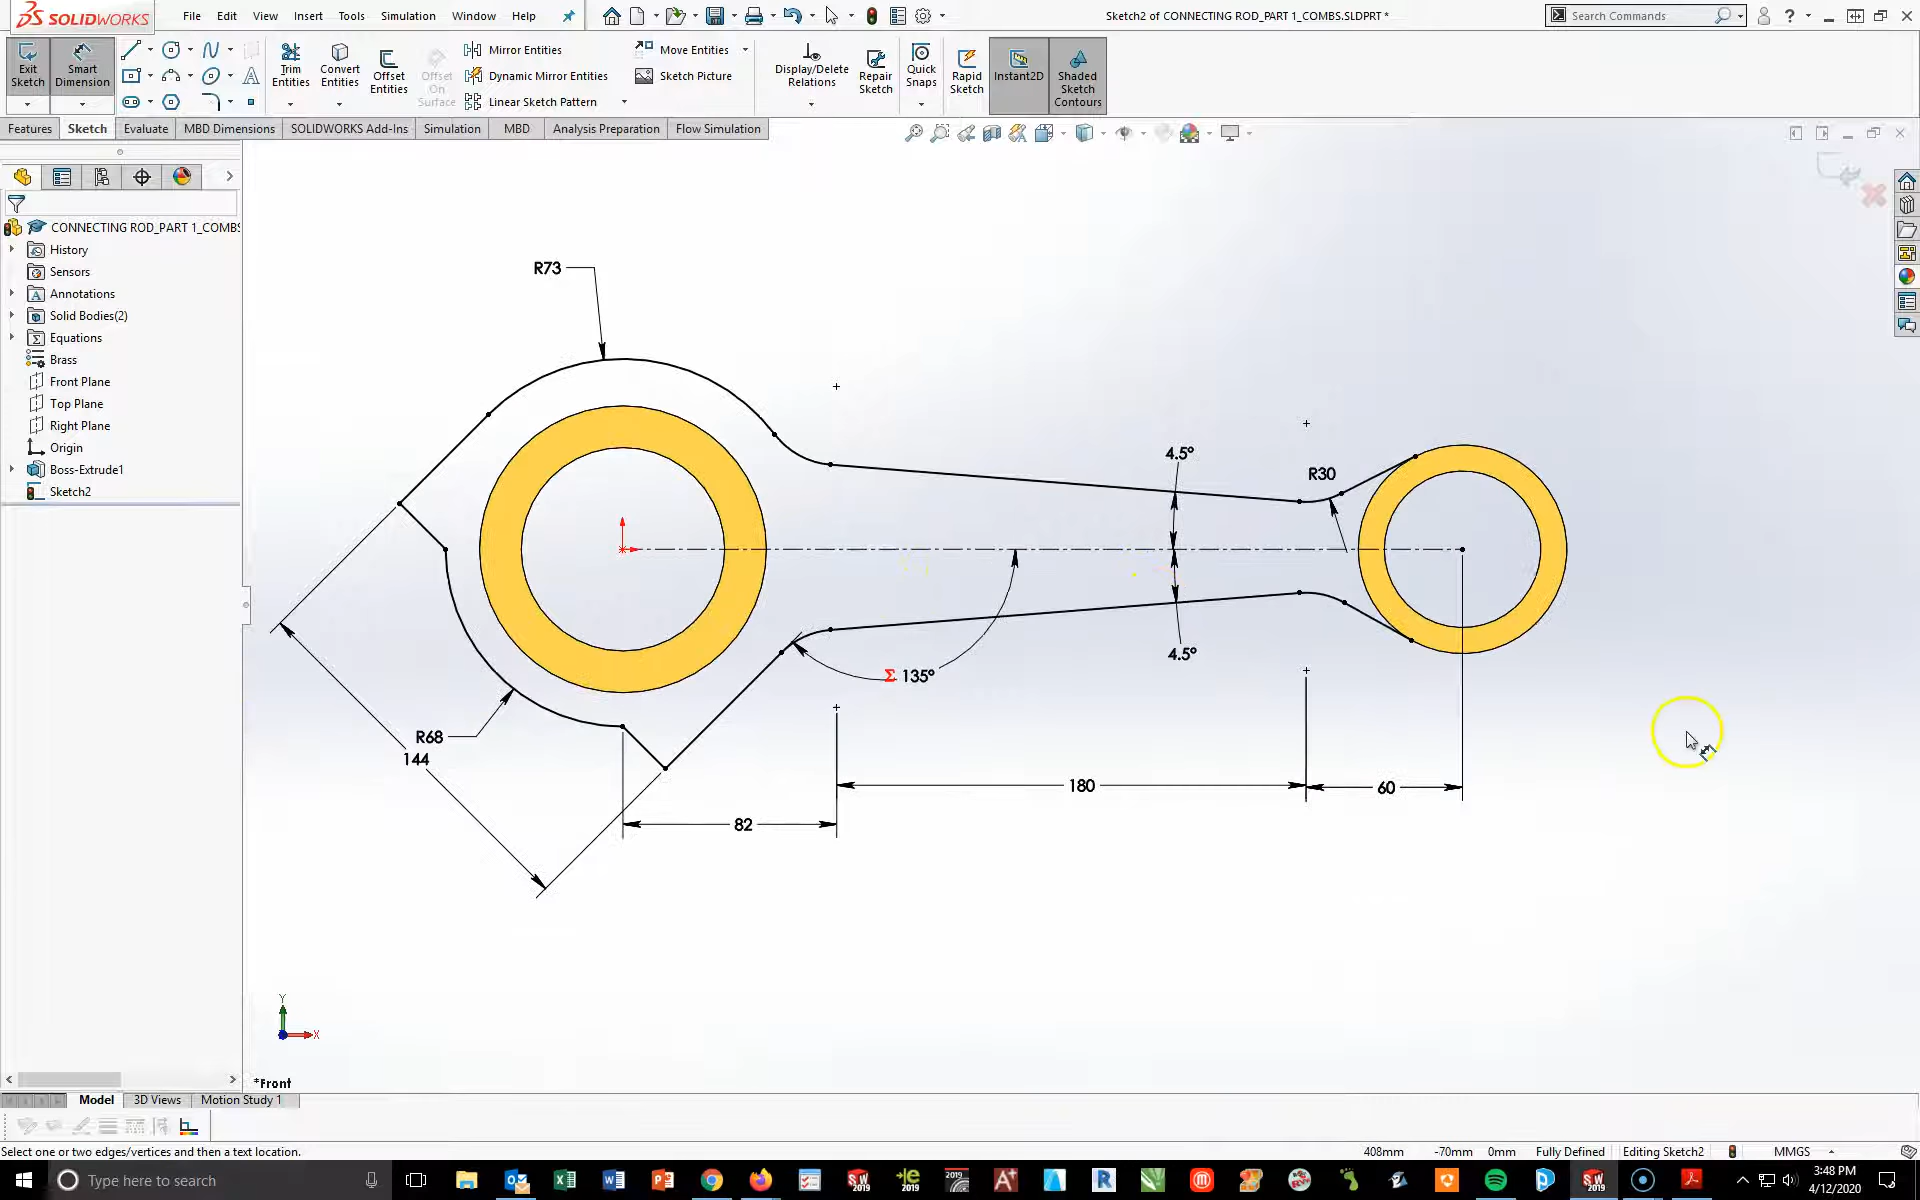 SOLIDWORKS File Edit View Insert Tools Simulation Window Help Sketch2 of CONNECTING ROD_PART 1_COMBS.SLDPRT * Search Commands
Exit Sketch
Smart Dimension
Trim Entities
Convert Entities
Offset Entities
Offset On Surface
Mirror Entities
Dynamic Mirror Entities
Linear Sketch Pattern
Move Entities
Sketch Picture
Display/Delete Relations
Repair Sketch
Quick Snaps
Rapid Sketch
Instant2D
Shaded Sketch Contours
Features Sketch Evaluate MBD Dimensions SOLIDWORKS Add-Ins Simulation MBD Analysis Preparation Flow Simulation
CONNECTING ROD_PART 1_COMBS
History
Sensors
Annotations
Solid Bodies(2)
Equations
Brass
Front Plane
Top Plane
Right Plane
Origin
Boss-Extrude1
Sketch2
R73
4.5°
R30
4.5°
Σ 135°
R68
144
180
60
82
Y
X
*Front
Model 3D Views Motion Study 1
Select one or two edges/vertices and then a text location. 408mm -70mm 0mm Fully Defined Editing Sketch2 MMGS
Type here to search
3:48 PM
4/12/2020